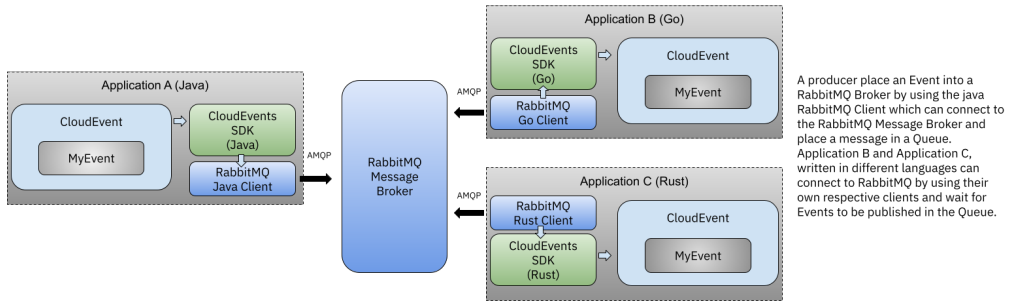 Application A (Java)
CloudEvent
MyEvent
CloudEvents
SDK
(Java)
RabbitMQ
Java Client
AMQP
RabbitMQ
Message
Broker
AMQP
Application B (Go)
CloudEvents
SDK
(Go)
RabbitMQ
Go Client
CloudEvent
MyEvent
AMQP
Application C (Rust)
RabbitMQ
Rust Client
CloudEvents
SDK
(Rust)
CloudEvent
MyEvent
A producer place an Event into a
RabbitMQ Broker by using the java
RabbitMQ Client which can connect to
the RabbitMQ Message Broker and
place a message in a Queue.
Application B and Application C,
written in different languages can
connect to RabbitMQ by using their
own respective clients and wait for
Events to be published in the Queue.